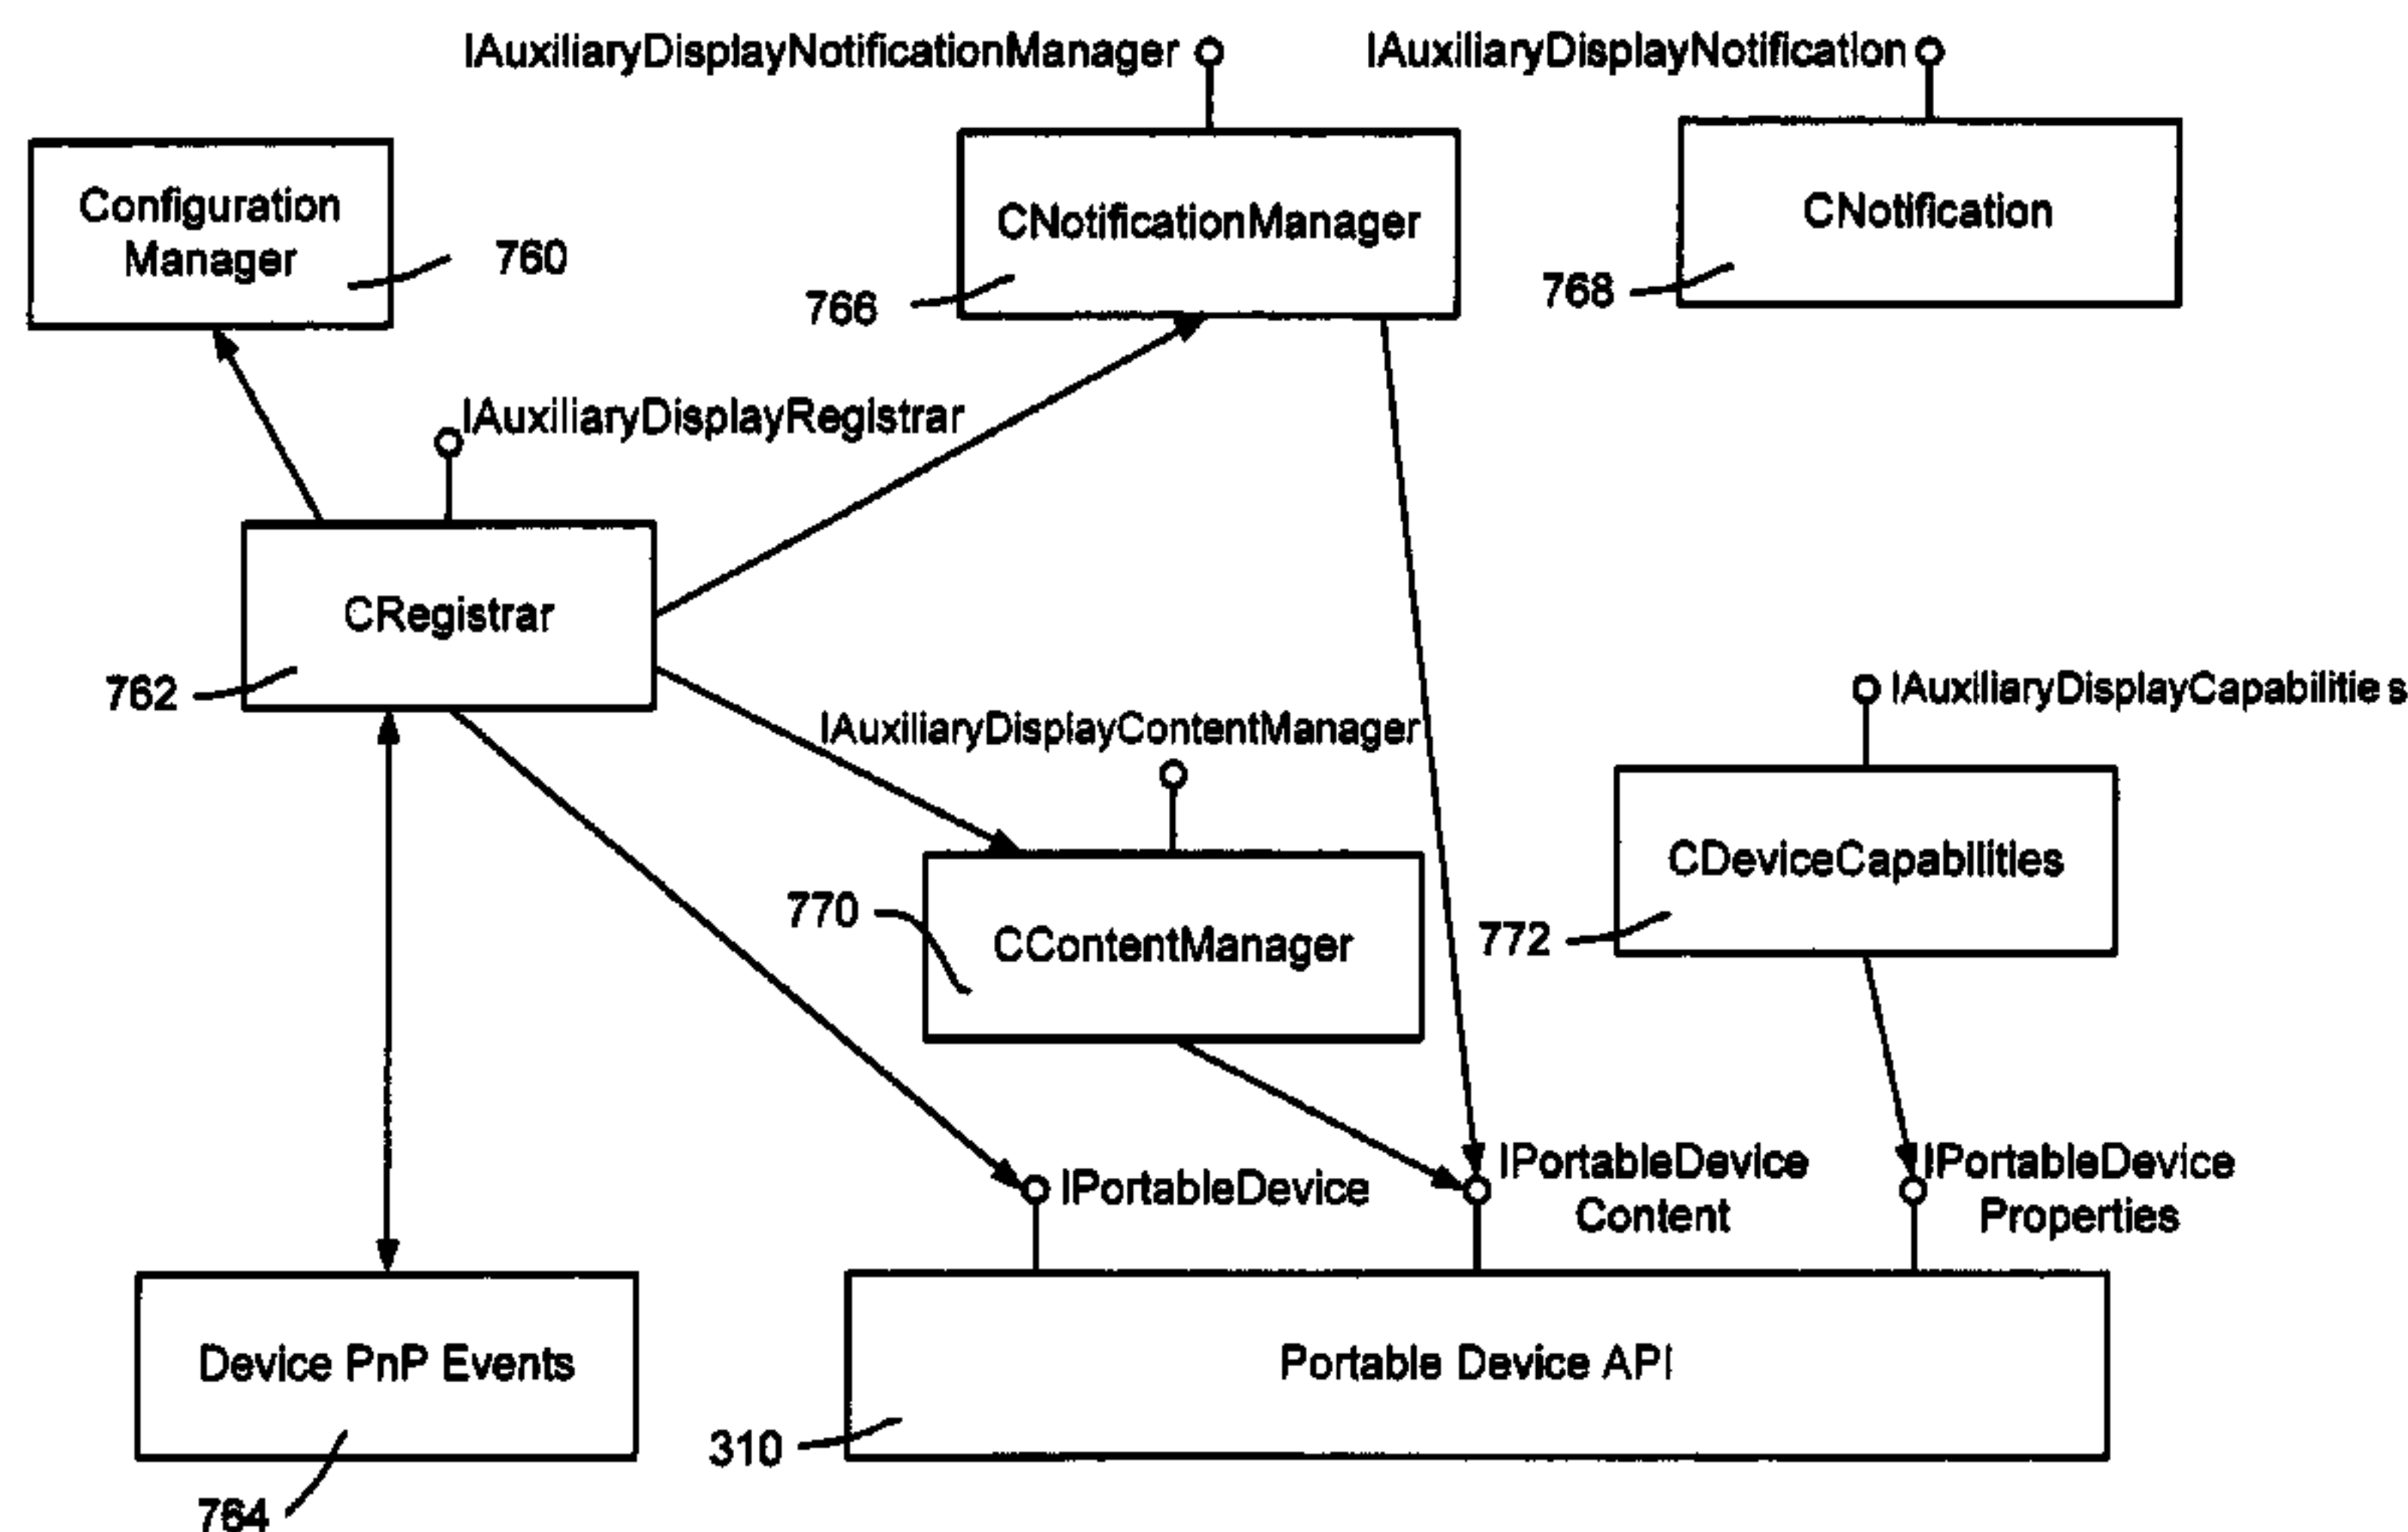 IAuxiliaryDisplayNotificationManager
IAuxiliaryDisplayNotification
Configuration
Manager
760
CNotificationManager
766
CNotification
768
IAuxiliaryDisplayRegistrar
CRegistrar
762
IAuxiliaryDisplayContentManager
IAuxiliaryDisplayCapabilities
CContentManager
770
CDeviceCapabilities
772
IPortableDevice
IPortableDevice
Content
IPortableDevice
Properties
Device PnP Events
764
Portable Device API
310